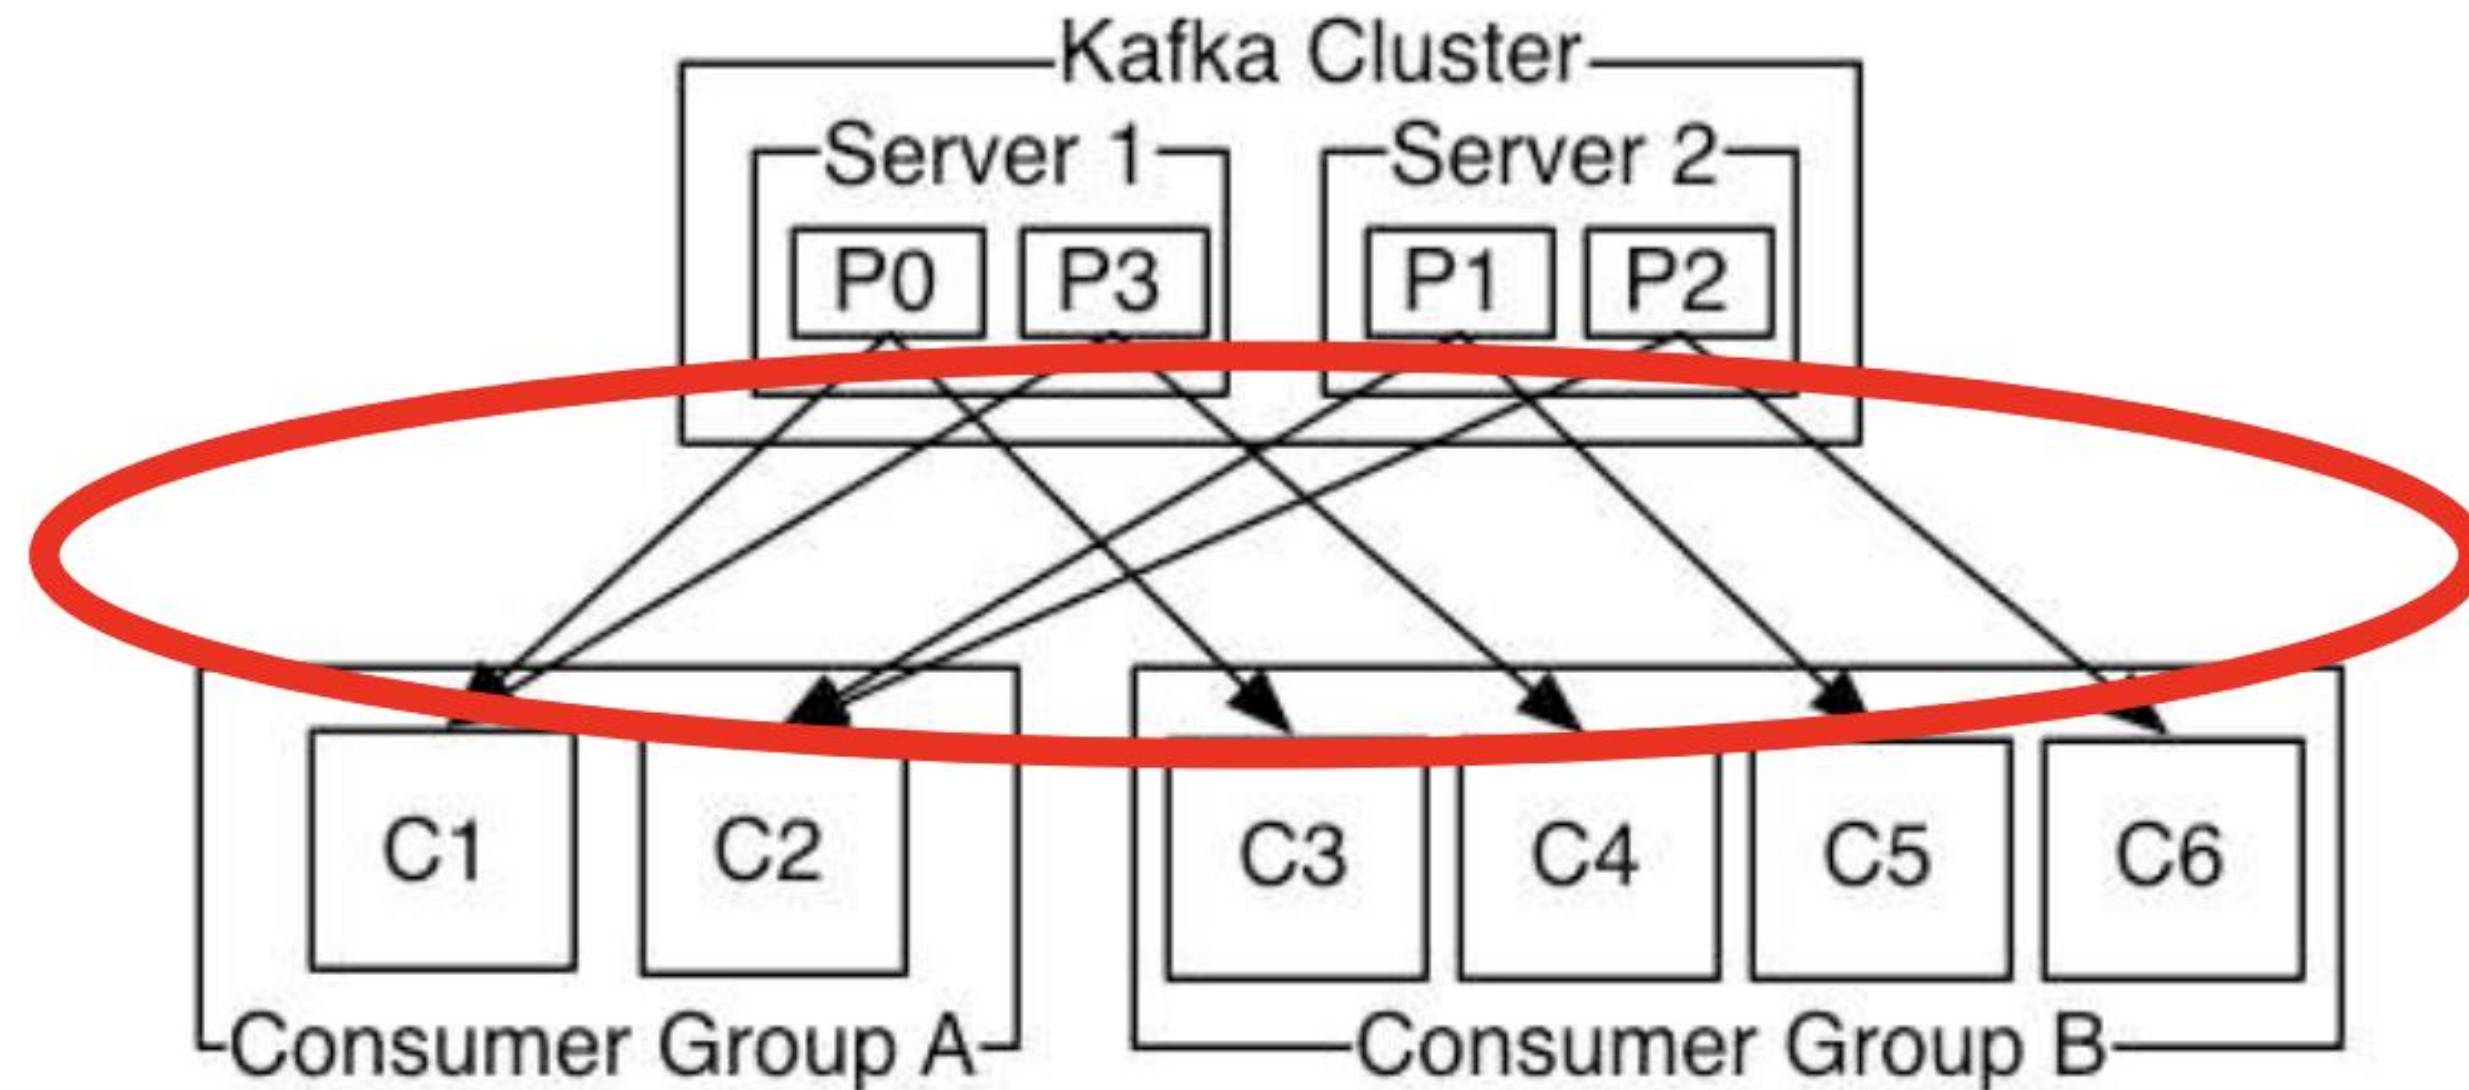 Kafka Cluster
Server 1 Server 2
P0 P3 P1 P2
C1 C2 C3 C4 C5 C6
Consumer Group A Consumer Group B